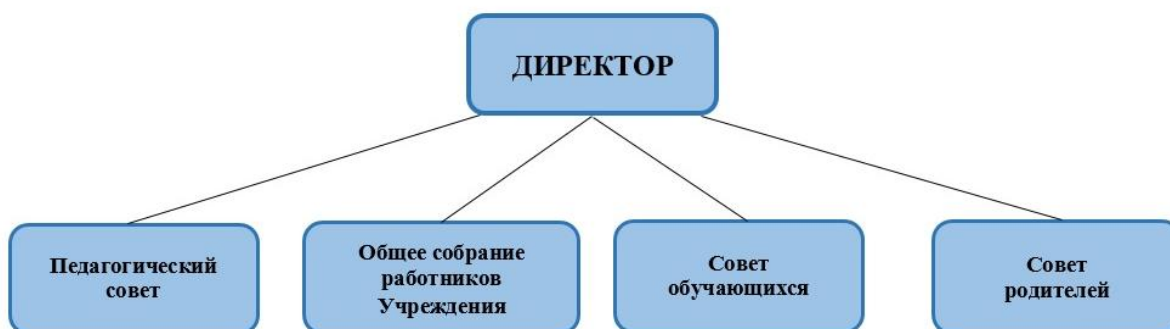 ДИРЕКТОР
Педагогический
совет
Общее собрание
работников
Учреждения
Совет
обучающихся
Совет
родителей